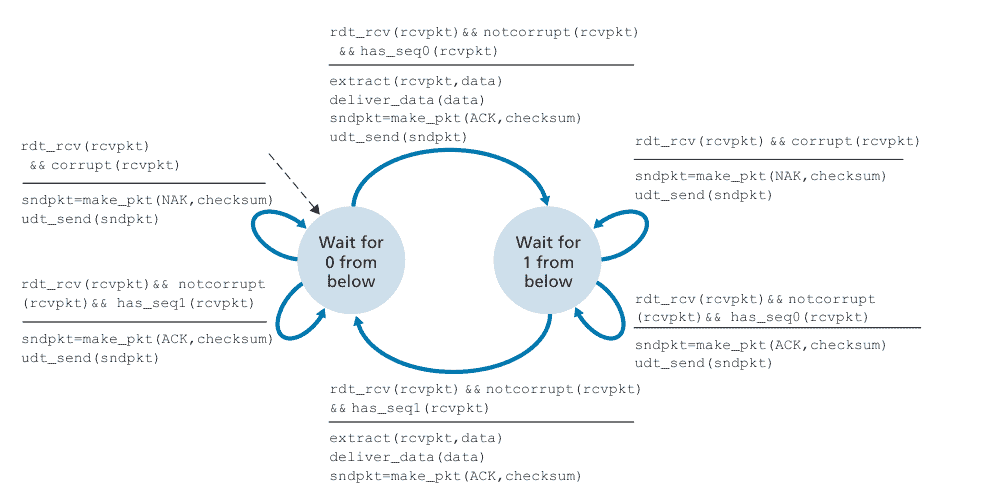 rdt_rcv(rcvpkt)&& notcorrupt(rcvpkt)
&& has_seq0(rcvpkt)
extract(rcvpkt,data)
deliver_data(data)
sndpkt=make_pkt(ACK,checksum)
udt_send(sndpkt)
rdt_rcv(rcvpkt)
&& corrupt(rcvpkt)
sndpkt=make_pkt(NAK,checksum)
udt_send(sndpkt)
rdt_rcv(rcvpkt) && corrupt(rcvpkt)
sndpkt=make_pkt(NAK,checksum)
udt_send(sndpkt)
Wait for
0 from
below
Wait for
1 from
below
rdt_rcv(rcvpkt)&& notcorrupt
(rcvpkt)&& has_seq1(rcvpkt)
sndpkt=make_pkt(ACK,checksum)
udt_send(sndpkt)
rdt_rcv(rcvpkt)&& notcorrupt
(rcvpkt)&& has_seq0(rcvpkt)
sndpkt=make_pkt(ACK,checksum)
udt_send(sndpkt)
rdt_rcv(rcvpkt) && notcorrupt(rcvpkt)
&& has_seq1(rcvpkt)
extract(rcvpkt,data)
deliver_data(data)
sndpkt=make_pkt(ACK,checksum)